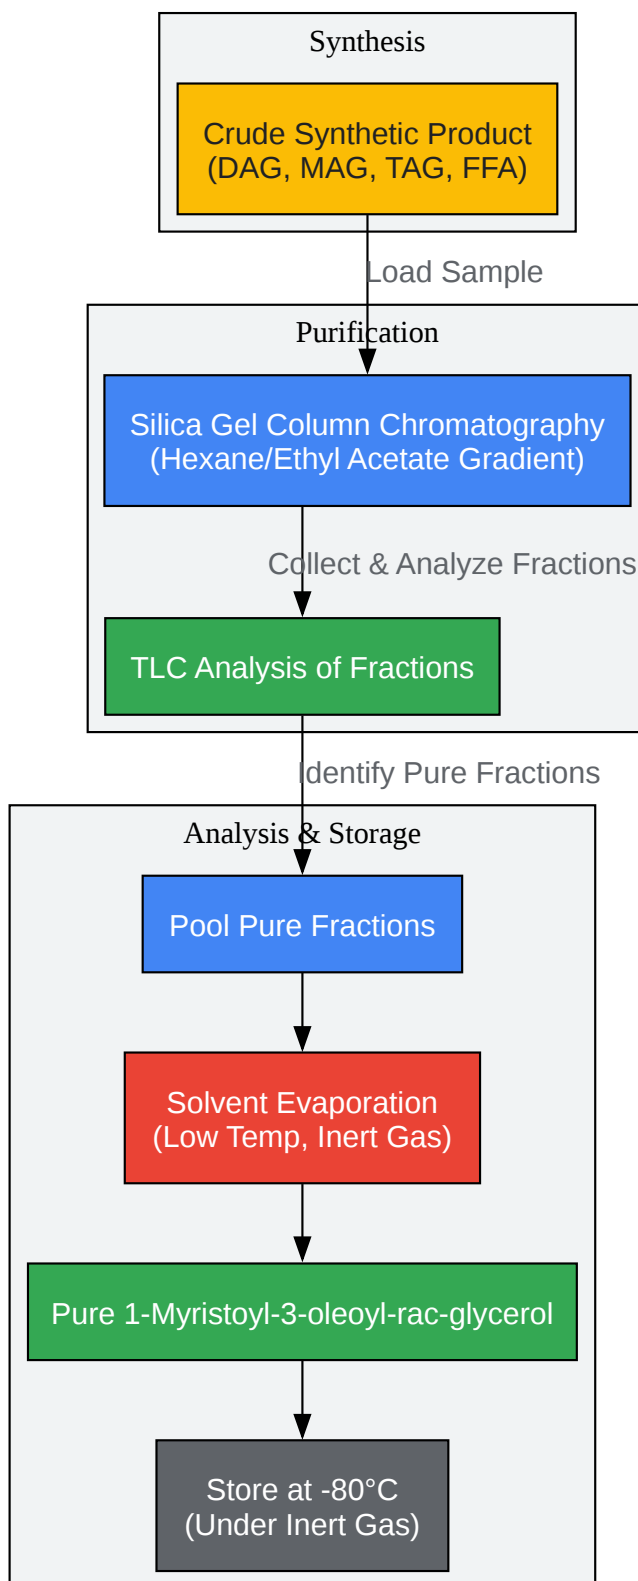 Synthesis
Crude Synthetic Product
(DAG, MAG, TAG, FFA)
Load Sample
Purification
Silica Gel Column Chromatography
(Hexane/Ethyl Acetate Gradient)
Collect & Analyze Fractions
TLC Analysis of Fractions
Identify Pure Fractions
Analysis & Storage
Pool Pure Fractions
Solvent Evaporation
(Low Temp, Inert Gas)
Pure 1-Myristoyl-3-oleoyl-rac-glycerol
Store at -80°C
(Under Inert Gas)